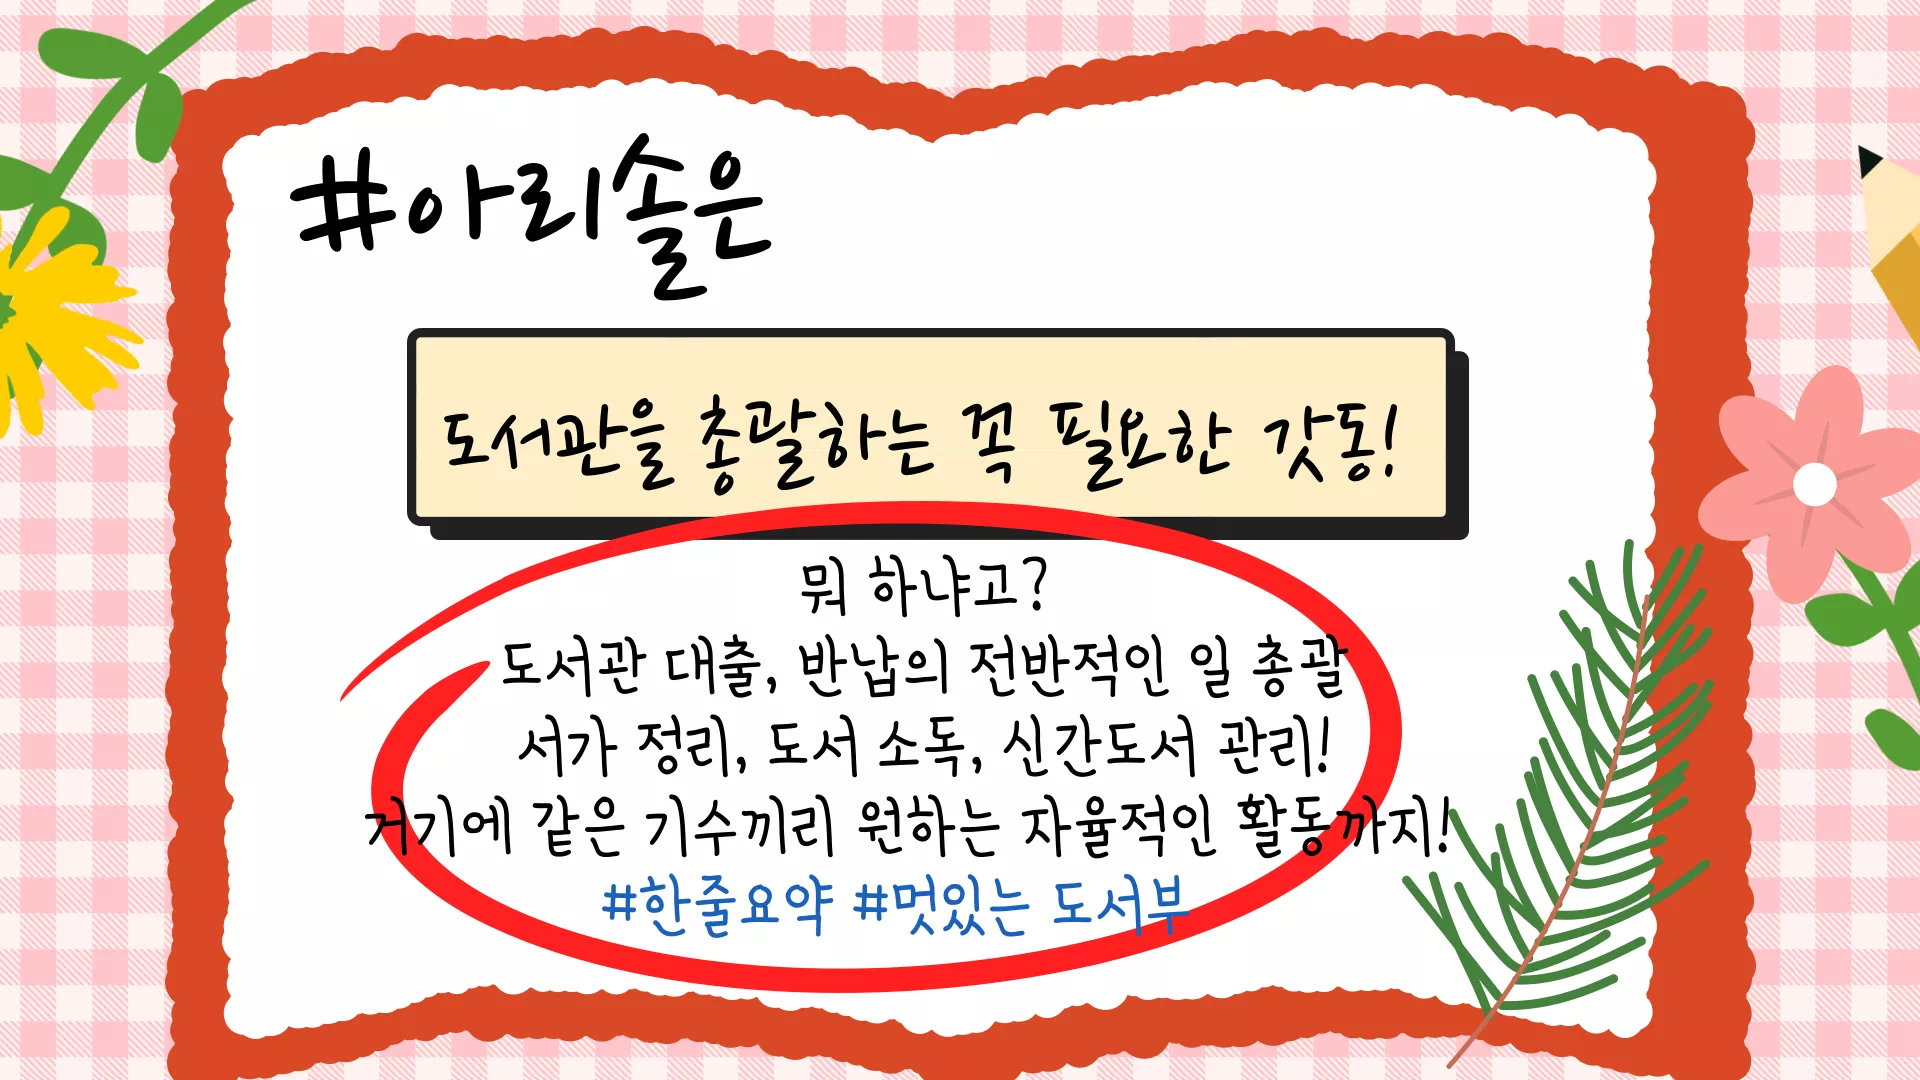 #아리솔은
도서관을 총괄하는 꼭 필요한 갓동!
뭐 하냐고?
도서관 대출, 반납의 전반적인 일 총괄
서가 정리, 도서 소독, 신간도서 관리!
거기에 같은 기수끼리 원하는 자율적인 활동까지!
#한줄요약 #멋있는 도서부